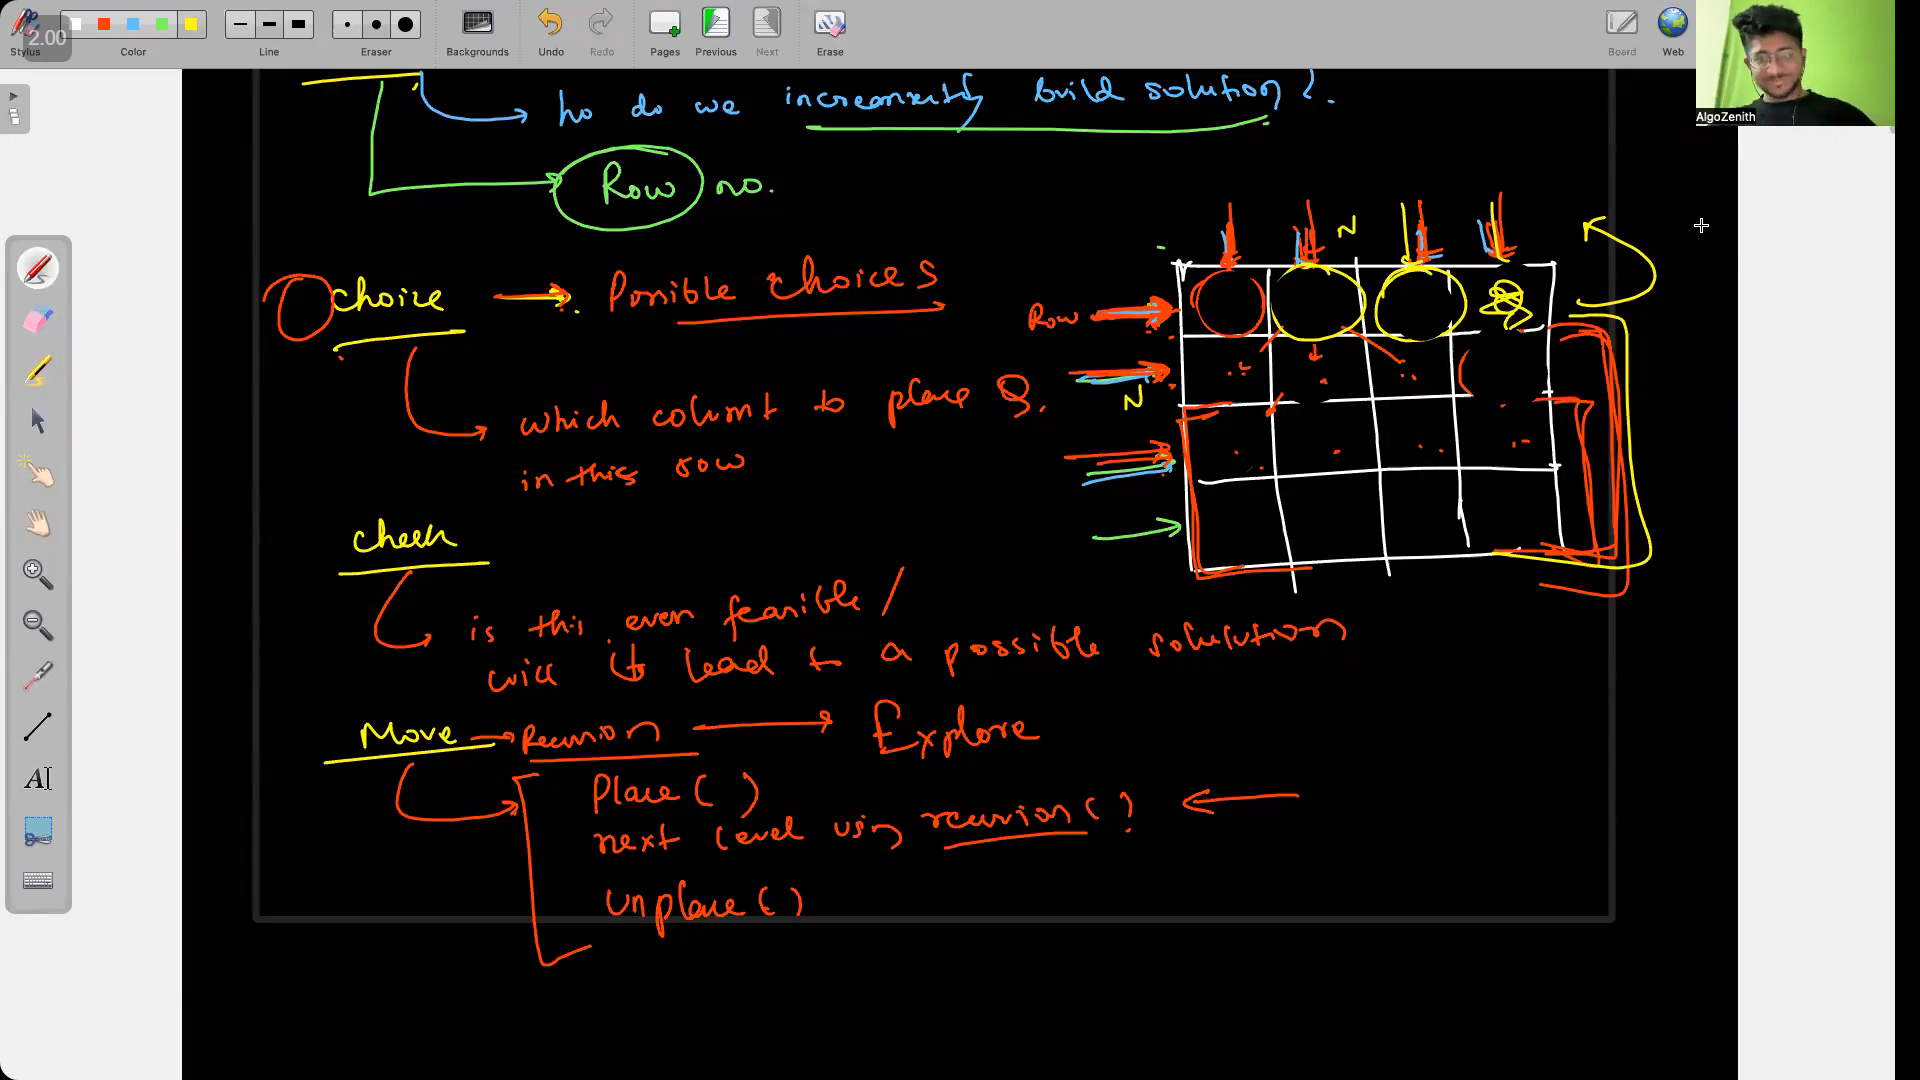 2.00
Stylus
Color
Line
Eraser
Backgrounds
Undo
Redo
Pages
Previous
Next
Erase
Board
Web
AlgoZenith
ho do we incrementally build solution ?.
Row no.
choice → Possible choices
which column to place Q.
in this row
Row
N
N
check
is this even feasible /
will it lead to a possible solution
Move → Recursion → Explore
Place ( )
next level using recursion ( )
unplace ( )
AI